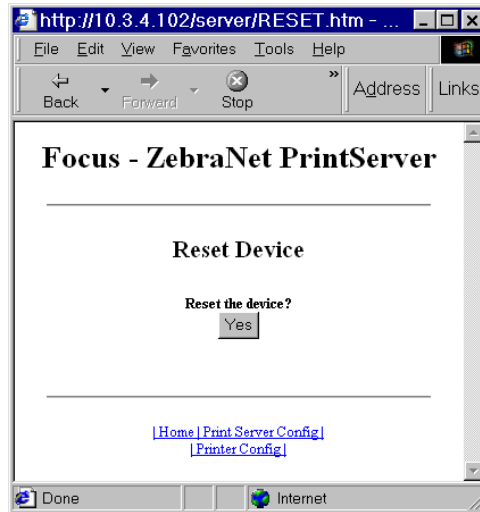 http://10.3.4.102/server/RESET.htm - ...
File Edit View Favorites Tools Help
Back Forward Stop » Address Links
Focus - ZebraNet PrintServer
Reset Device
Reset the device?
Yes
| Home | Print Server Config |
| Printer Config |
Done Internet